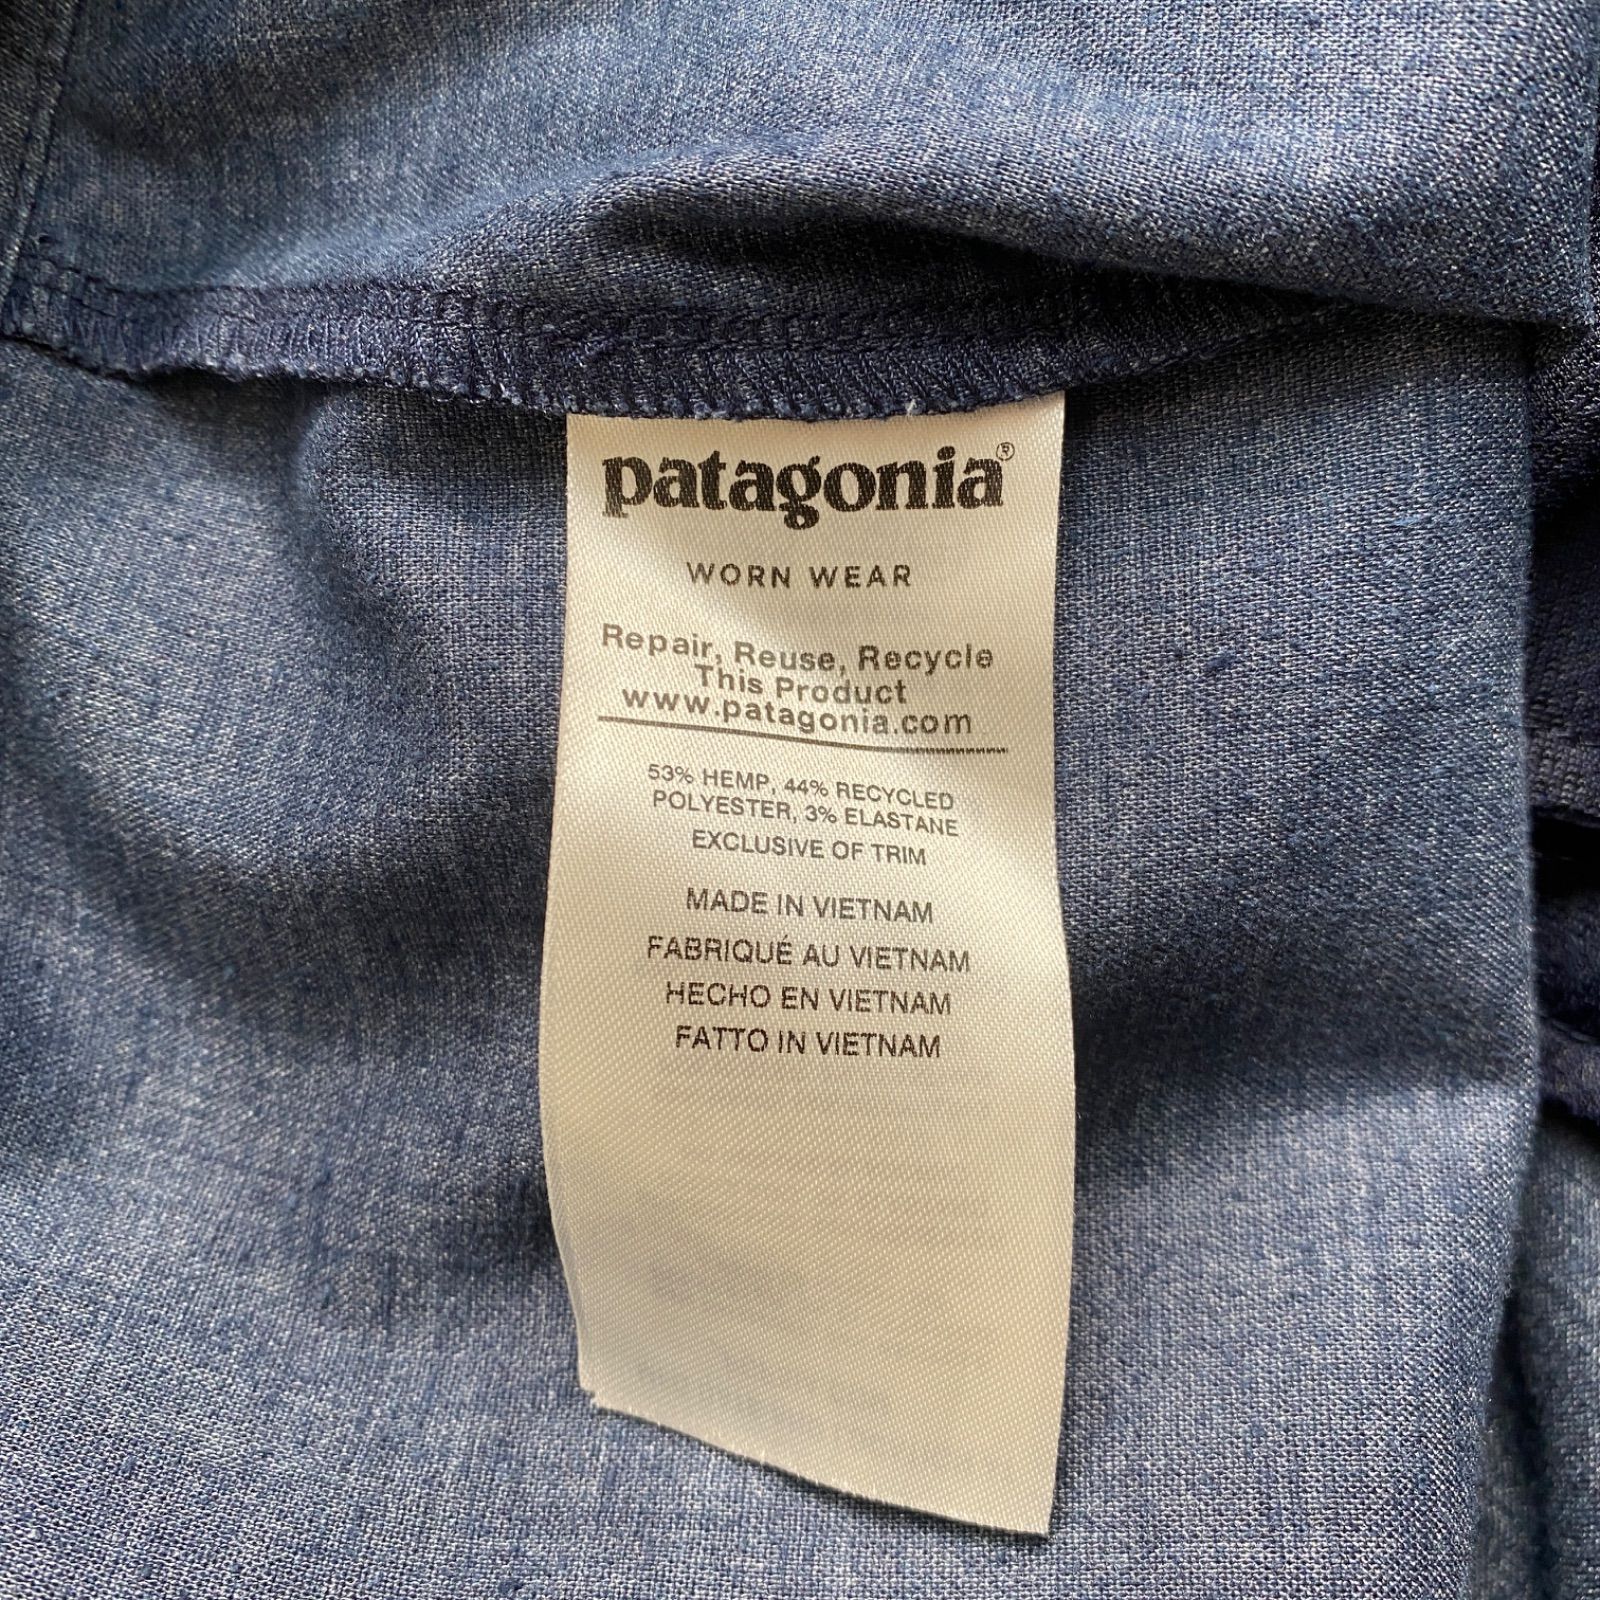 patagonia®
WORN WEAR
Repair, Reuse, Recycle
This Product
www.patagonia.com
53% HEMP, 44% RECYCLED
POLYESTER, 3% ELASTANE
EXCLUSIVE OF TRIM
MADE IN VIETNAM
FABRIQUÉ AU VIETNAM
HECHO EN VIETNAM
FATTO IN VIETNAM